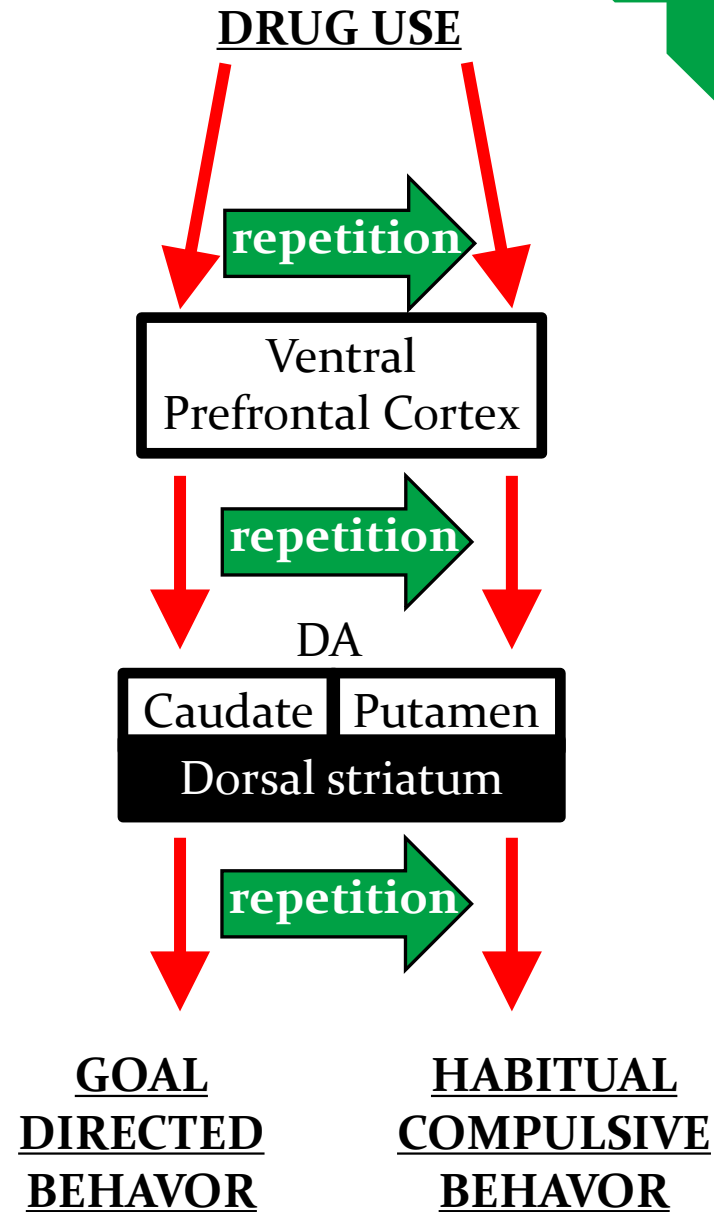 DRUG USE
repetition
Ventral
Prefrontal Cortex
repetition
DA
Caudate Putamen
Dorsal striatum
repetition
GOAL
DIRECTED
BEHAVOR
HABITUAL
COMPULSIVE
BEHAVOR